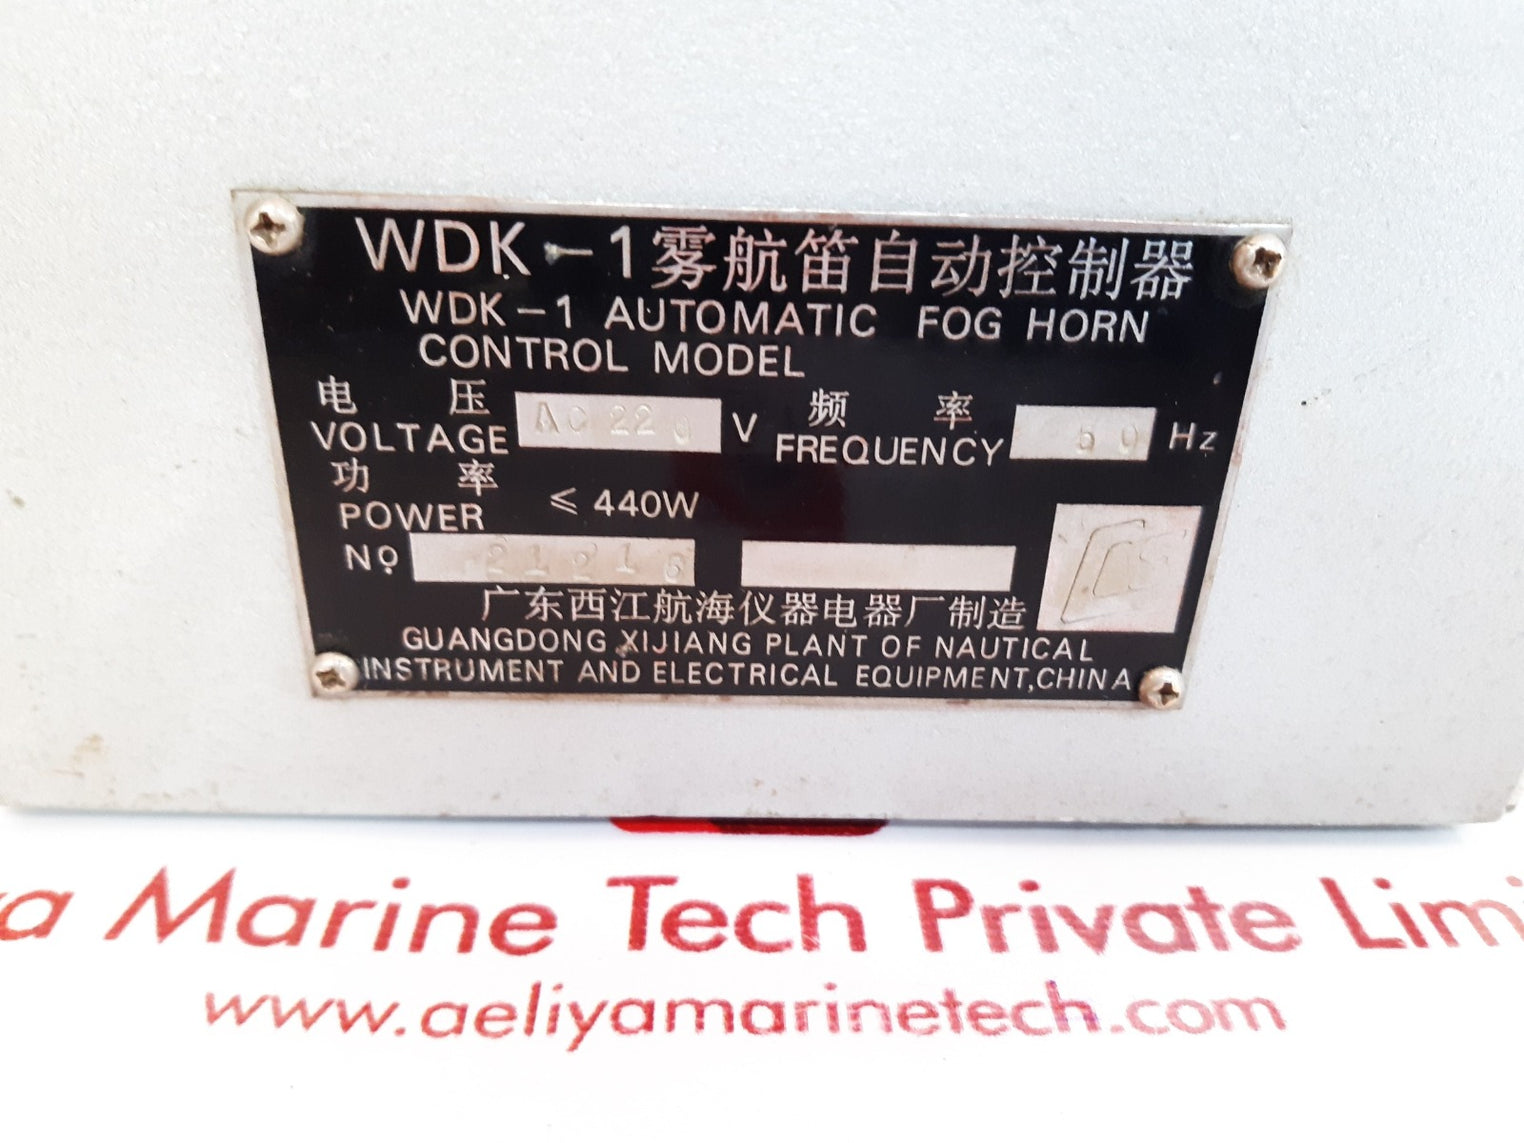 WDK-1雾航笛自动控制器
WDK-1 AUTOMATIC FOG HORN
CONTROL MODEL
电 压 频 率
VOLTAGE AC 220 V FREQUENCY 50 Hz
功 率
POWER ≤ 440W
Nº 21216
广东西江航海仪器电器厂制造
GUANGDONG XIJIANG PLANT OF NAUTICAL
INSTRUMENT AND ELECTRICAL EQUIPMENT,CHINA
Marine Tech Private
www.aeliyamarinetech.com